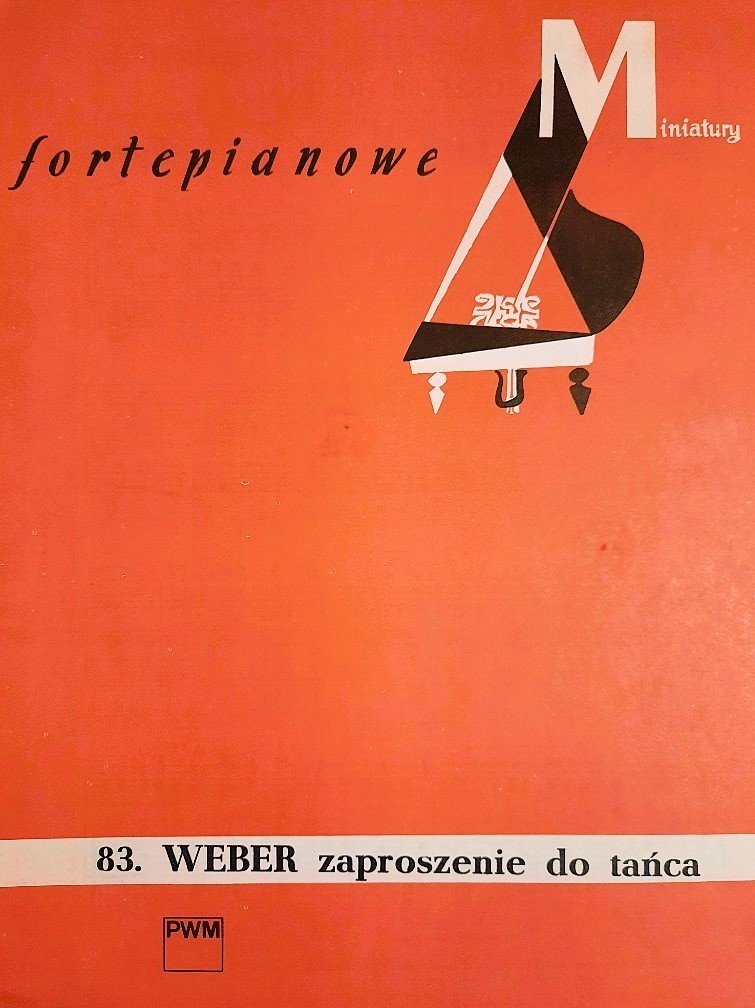 Miniatury
fortepianowe
83. WEBER zaproszenie do tańca
PWM